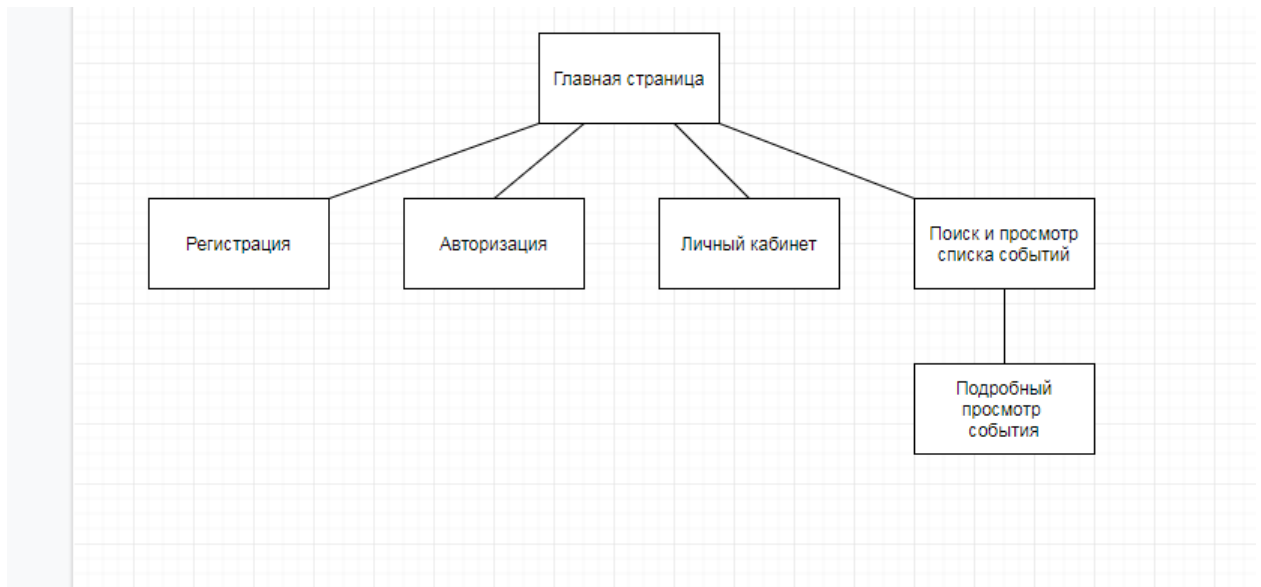 Главная страница
Регистрация
Авторизация
Личный кабинет
Поиск и просмотр
списка событий
Подробный
просмотр
события